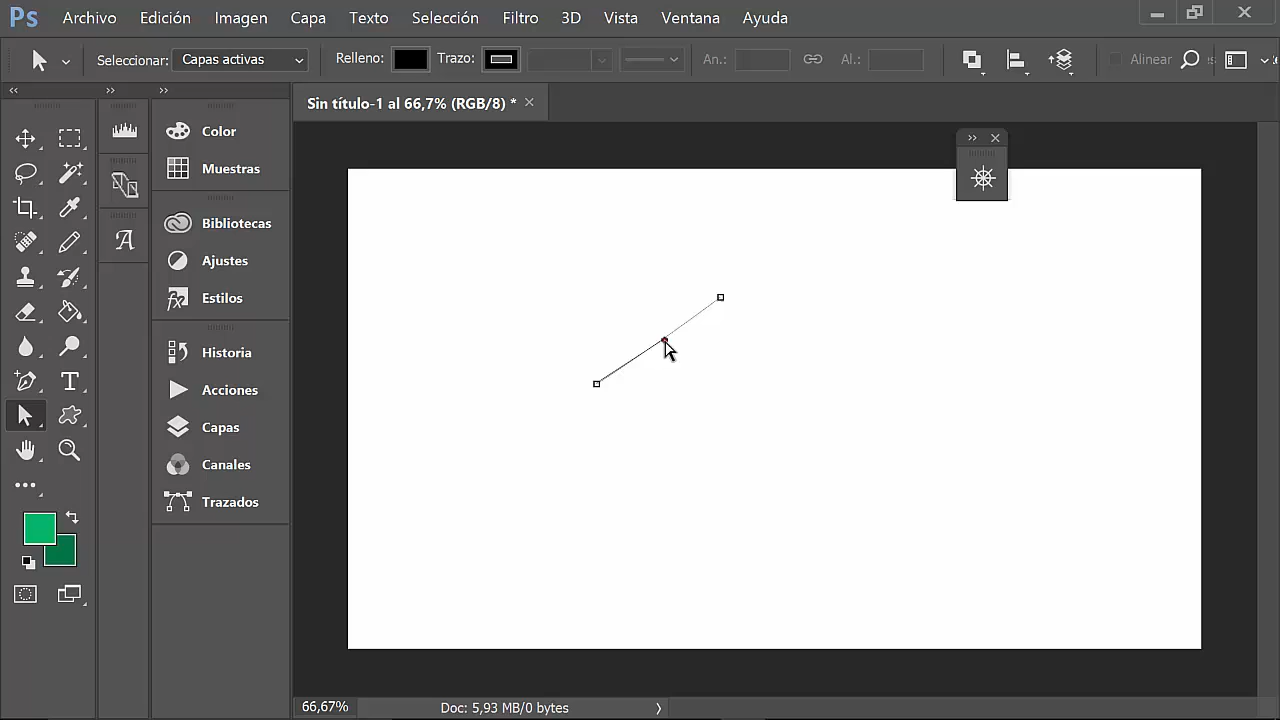 Ps Archivo Edición Imagen Capa Texto Selección Filtro 3D Vista Ventana Ayuda
Seleccionar: Capas activas Relleno: Trazo: An.: Al.: Alinear
Sin título-1 al 66,7% (RGB/8) *
Color
Muestras
Bibliotecas
Ajustes
Estilos
Historia
Acciones
Capas
Canales
Trazados
66,67% Doc: 5,93 MB/0 bytes